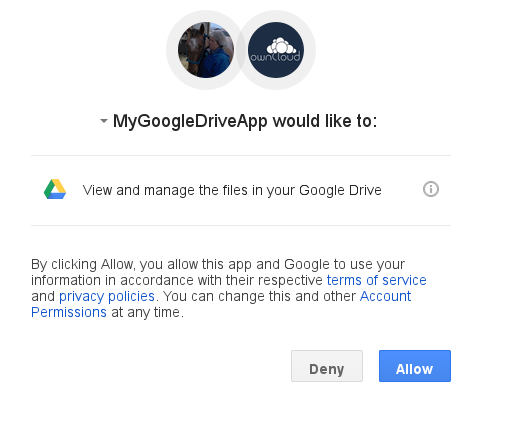 ownCloud
MyGoogleDriveApp would like to:
View and manage the files in your Google Drive
By clicking Allow, you allow this app and Google to use your
information in accordance with their respective terms of service
and privacy policies. You can change this and other Account
Permissions at any time.
Deny Allow